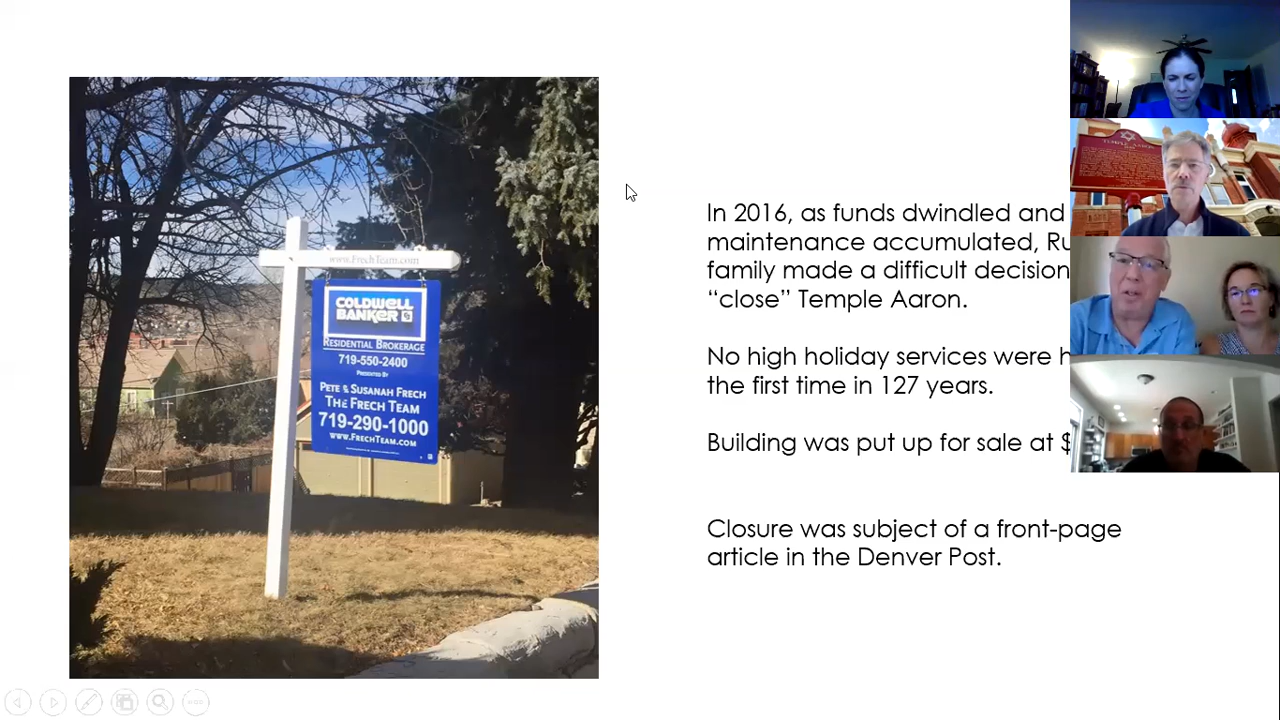 www.FrechTeam.com
COLDWELL
BANKER
RESIDENTIAL BROKERAGE
719-550-2400
PRESENTED BY
PETE & SUSANAH FRECH
THE FRECH TEAM
719-290-1000
www.FRECHTEAM.COM
In 2016, as funds dwindled and
maintenance accumulated,
family made a difficult decision
“close” Temple Aaron.
No high holiday services were
the first time in 127 years.
Building was put up for sale at $
Closure was subject of a front-page
article in the Denver Post.
TEMPLE AARON